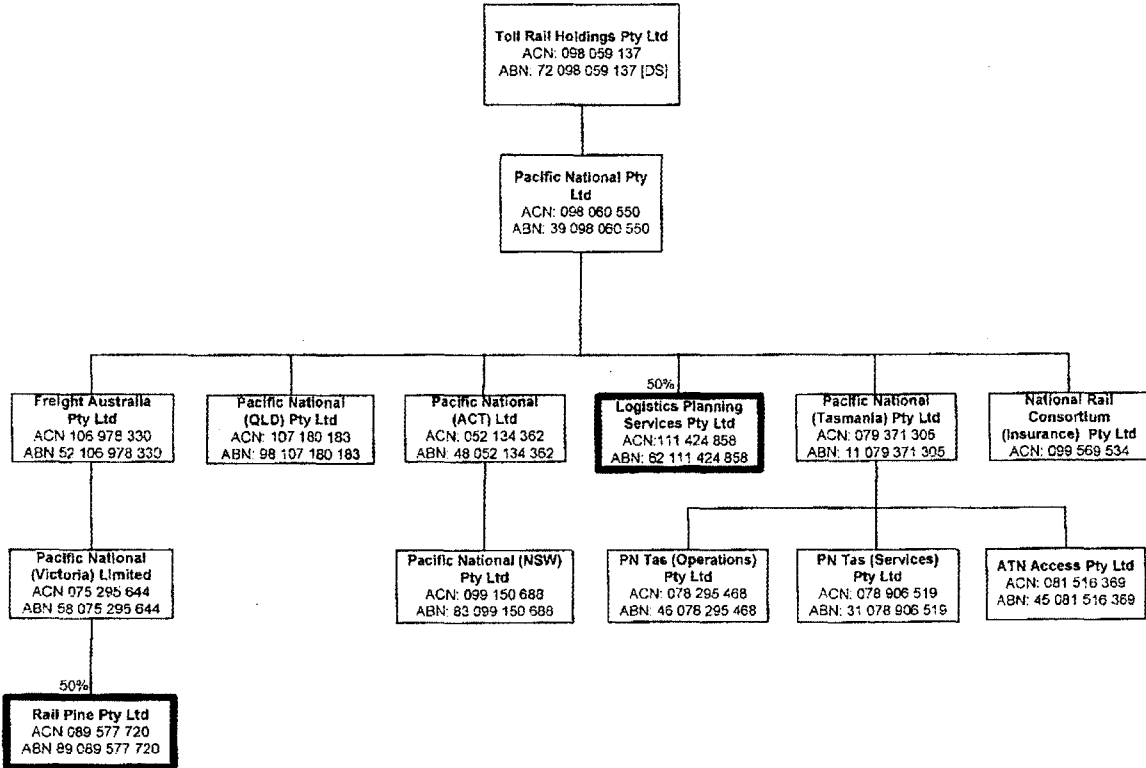 Toll Rail Holdings Pty Ltd
ACN: 098 059 137
ABN: 72 098 059 137 [DS]
Pacific National Pty
Ltd
ACN: 098 060 550
ABN: 39 098 060 550
Freight Australia
Pty Ltd
ACN 106 978 330
ABN 52 106 978 330
Pacific National
(QLD) Pty Ltd
ACN: 107 180 183
ABN: 98 107 180 183
Pacific National
(ACT) Ltd
ACN: 052 134 362
ABN: 48 052 134 362
50%
Logistics Planning
Services Pty Ltd
ACN:111 424 858
ABN: 62 111 424 858
Pacific National
(Tasmania) Pty Ltd
ACN: 079 371 305
ABN: 11 079 371 305
National Rail
Consortium
(Insurance) Pty Ltd
ACN: 099 569 534
Pacific National
(Victoria) Limited
ACN 075 295 644
ABN 58 075 295 644
Pacific National (NSW)
Pty Ltd
ACN: 099 150 688
ABN: 83 099 150 688
PN Tas (Operations)
Pty Ltd
ACN: 078 295 468
ABN: 46 078 295 468
PN Tas (Services)
Pty Ltd
ACN: 078 906 519
ABN: 31 078 906 519
ATN Access Pty Ltd
ACN: 081 516 369
ABN: 45 081 516 369
50%
Rail Pine Pty Ltd
ACN 089 577 720
ABN 89 089 577 720